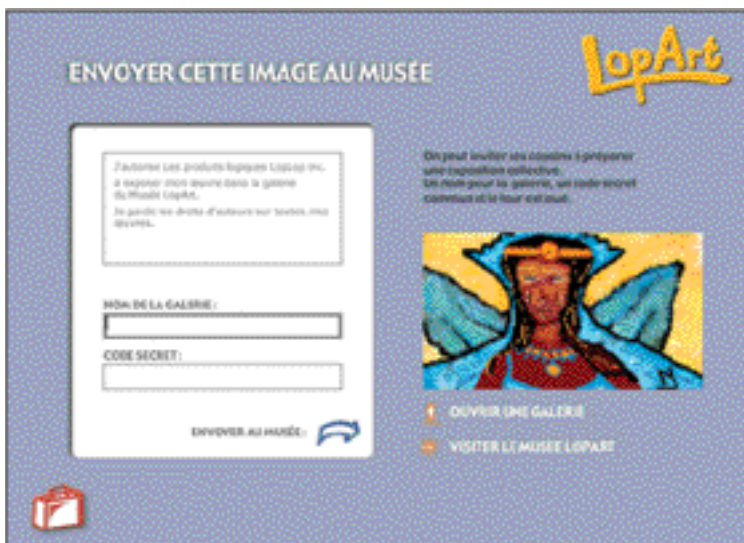 ENVOYER CETTE IMAGE AU MUSÉE
LopArt
J'autorise Les produits logiques LopLop inc.
à exposer mon œuvre dans la galerie
du Musée LopArt.
Je garde les droits d'auteurs sur toutes mes
œuvres.
NOM DE LA GALERIE :
CODE SECRET :
ENVOYER AU MUSÉE :
On peut inviter ses cousins à préparer
une exposition collective.
Un nom pour la galerie, un code secret
commun et le tour est joué.
OUVRIR UNE GALERIE
VISITER LE MUSÉE LOPART